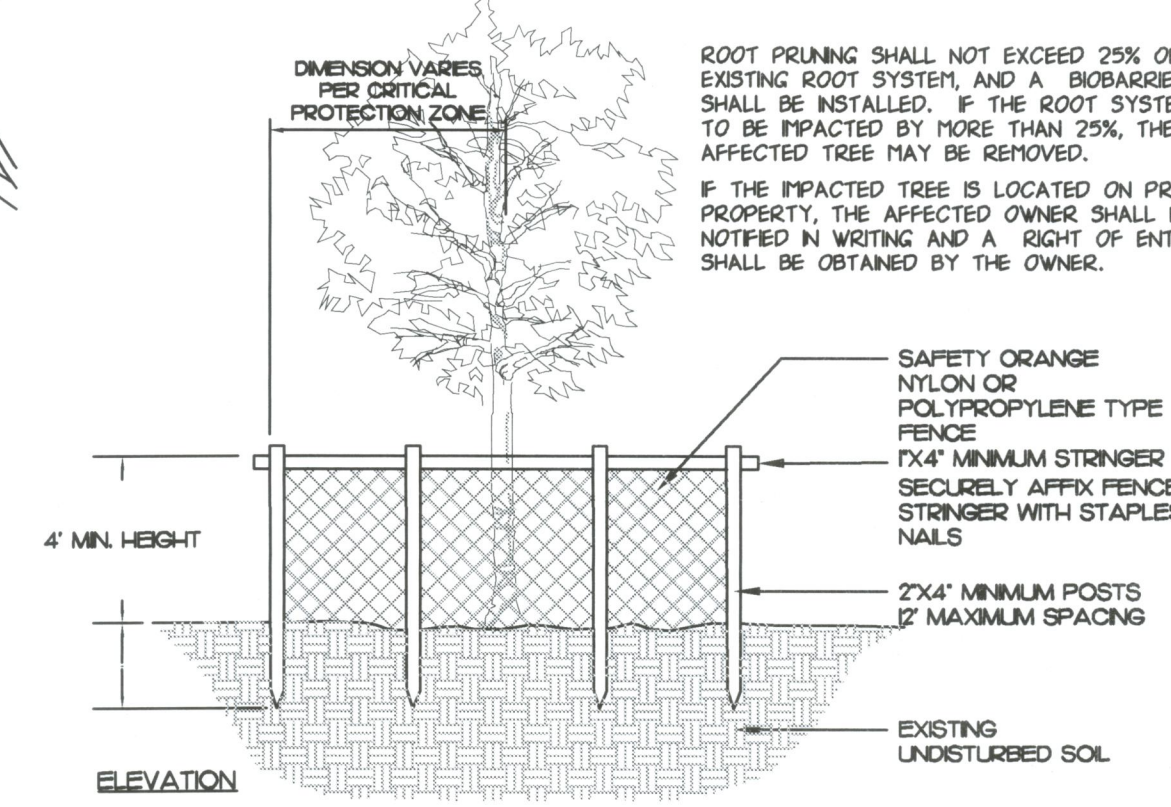 DIMENSION VARIES
PER CRITICAL
PROTECTION ZONE
ROOT PRUNING SHALL NOT EXCEED 25% OF
EXISTING ROOT SYSTEM, AND A BIOBARRIE
SHALL BE INSTALLED. IF THE ROOT SYSTE
TO BE IMPACTED BY MORE THAN 25%, THE
AFFECTED TREE MAY BE REMOVED.
IF THE IMPACTED TREE IS LOCATED ON PR
PROPERTY, THE AFFECTED OWNER SHALL
NOTIFIED IN WRITING AND A RIGHT OF ENT
SHALL BE OBTAINED BY THE OWNER.
SAFETY ORANGE
NYLON OR
POLYPROPYLENE TYPE
FENCE
1"X4" MINIMUM STRINGER
SECURELY AFFIX FENCE
STRINGER WITH STAPLES
NAILS
4' MIN. HEIGHT
2"X4" MINIMUM POSTS
12' MAXIMUM SPACING
EXISTING
UNDISTURBED SOIL
ELEVATION